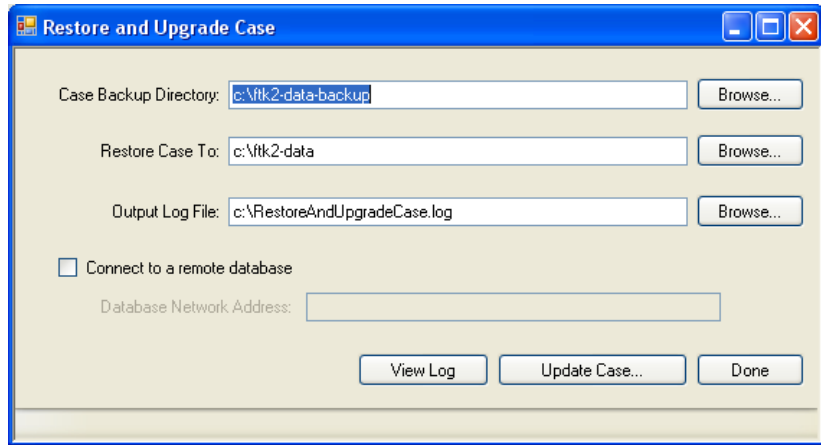 Restore and Upgrade Case
Case Backup Directory: c:\ftk2-data-backup Browse...
Restore Case To: c:\ftk2-data Browse...
Output Log File: c:\RestoreAndUpgradeCase.log Browse...
Connect to a remote database
Database Network Address:
View Log Update Case... Done